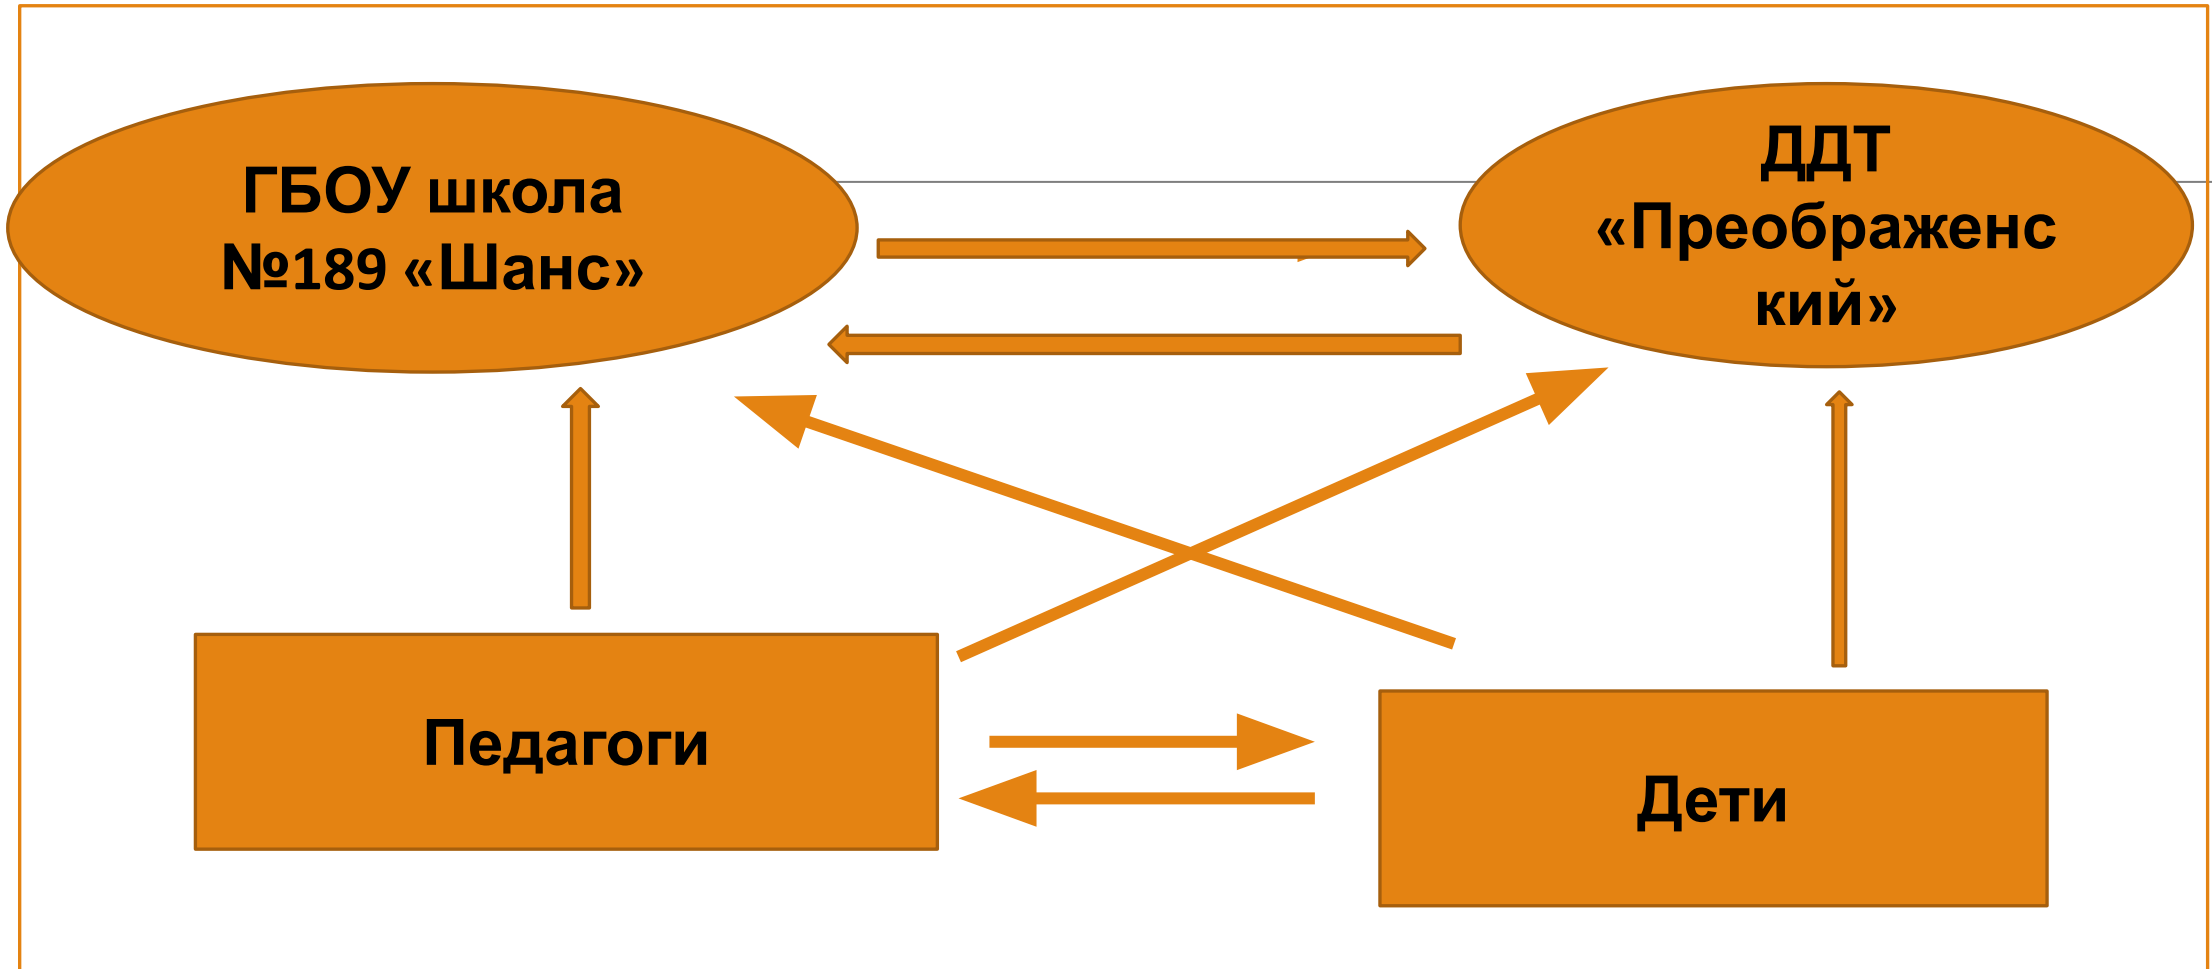 ГБОУ школа
№189 «Шанс»
ДДТ
«Преображенс
кий»
Педагоги
Дети